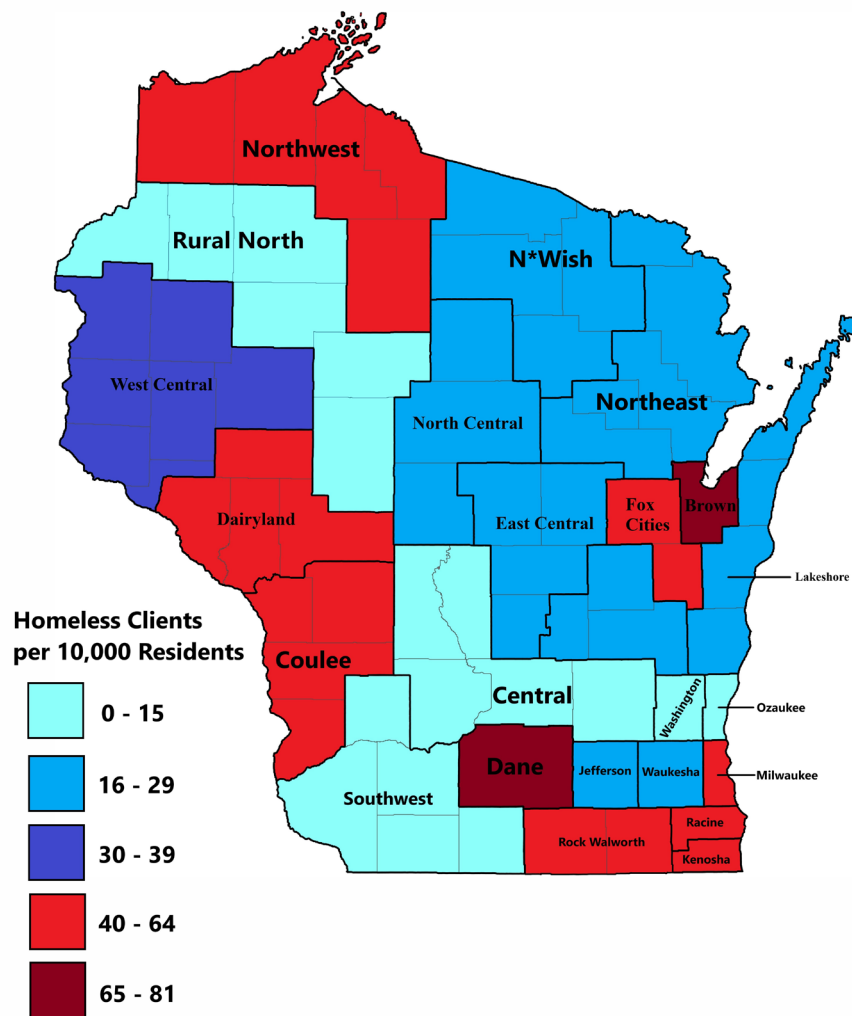 Northwest
Rural North
N*Wish
West Central
North Central
Northeast
Dairyland
East Central
Fox
Cities
Brown
Lakeshore
Homeless Clients
per 10,000 Residents
Coulee
Central
Washington
Ozaukee
0 - 15
16 - 29
30 - 39
40 - 64
65 - 81
Dane
Jefferson
Waukesha
Milwaukee
Southwest
Rock Walworth
Racine
Kenosha